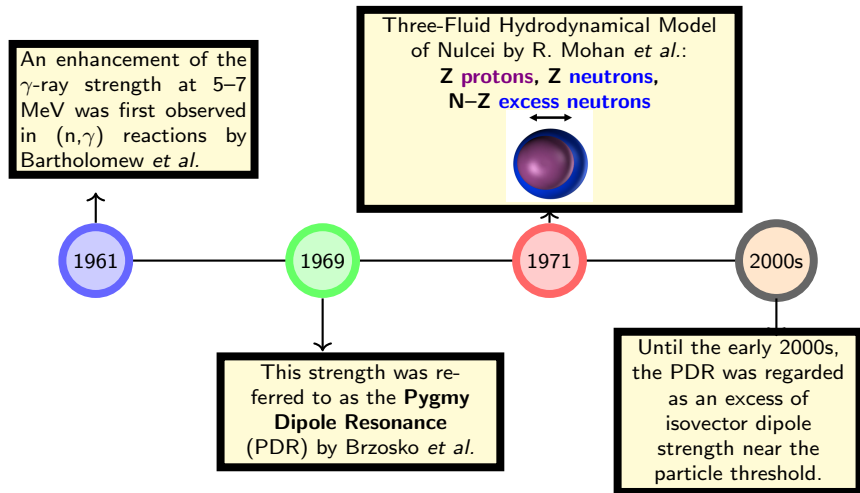 An enhancement of the
γ-ray strength at 5–7
MeV was first observed
in (n,γ) reactions by
Bartholomew et al.
Three-Fluid Hydrodynamical Model
of Nulcei by R. Mohan et al.:
Z protons, Z neutrons,
N–Z excess neutrons
1961
1969
1971
2000s
This strength was re-
ferred to as the Pygmy
Dipole Resonance
(PDR) by Brzosko et al.
Until the early 2000s,
the PDR was regarded
as an excess of
isovector dipole
strength near the
particle threshold.